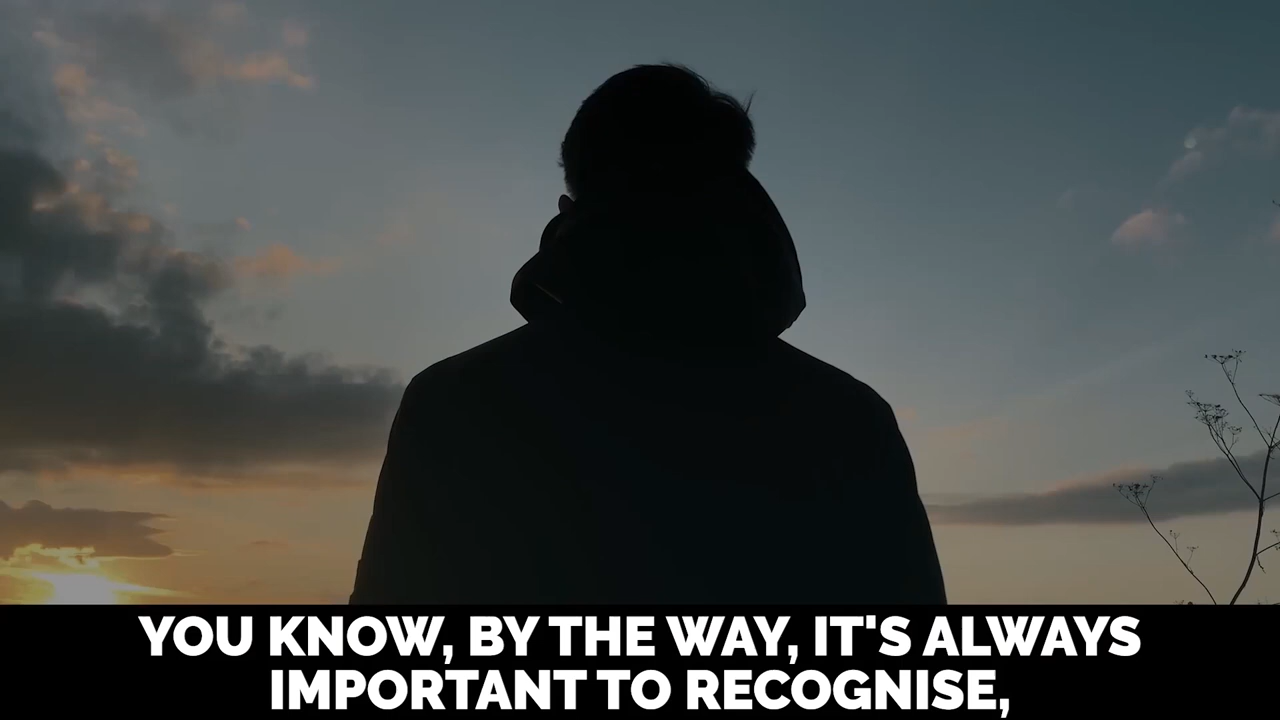 YOU KNOW, BY THE WAY, IT'S ALWAYS
IMPORTANT TO RECOGNISE,